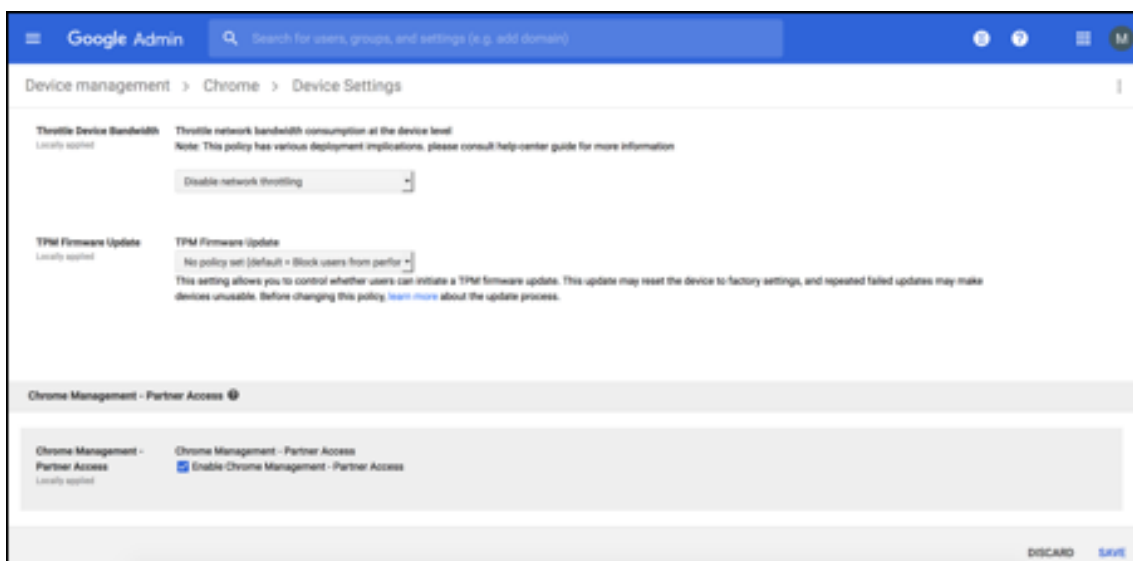 Google Admin
Search for users, groups, and settings (e.g. add domain)
M
Device management > Chrome > Device Settings
Throttle Device Bandwidth
Locally applied
Throttle network bandwidth consumption at the device level
Note: This policy has various deployment implications. please consult help-center guide for more information
Disable network throttling
TPM Firmware Update
Locally applied
TPM Firmware Update
No policy set (default = Block users from perfor
This setting allows you to control whether users can initiate a TPM firmware update. This update may reset the device to factory settings, and repeated failed updates may make
devices unusable. Before changing this policy, learn more about the update process.
Chrome Management - Partner Access
Chrome Management -
Partner Access
Locally applied
Chrome Management - Partner Access
Enable Chrome Management - Partner Access
DISCARD SAVE